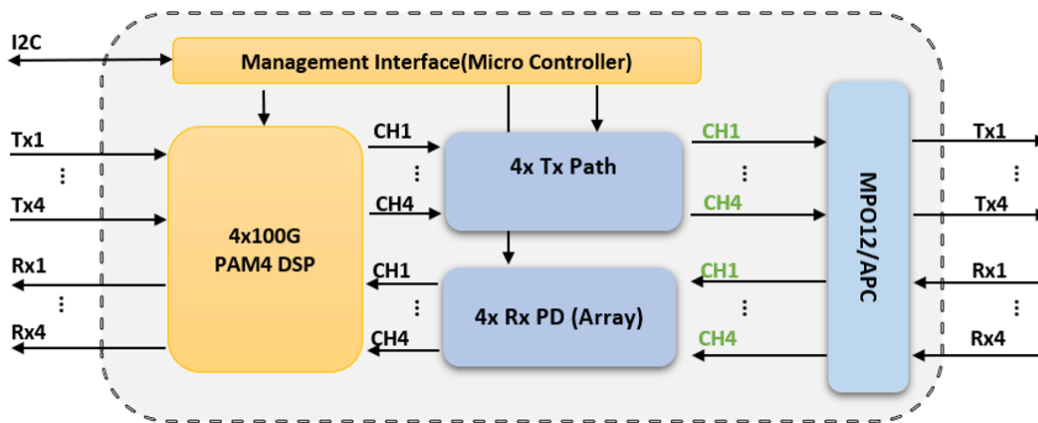 I2C
Management Interface(Micro Controller)
Tx1
...
Tx4
Rx1
...
Rx4
4x100G
PAM4 DSP
CH1
...
CH4
CH1
...
CH4
4x Tx Path
4x Rx PD (Array)
CH1
...
CH4
CH1
...
CH4
MPO12/APC
Tx1
...
Tx4
Rx1
...
Rx4